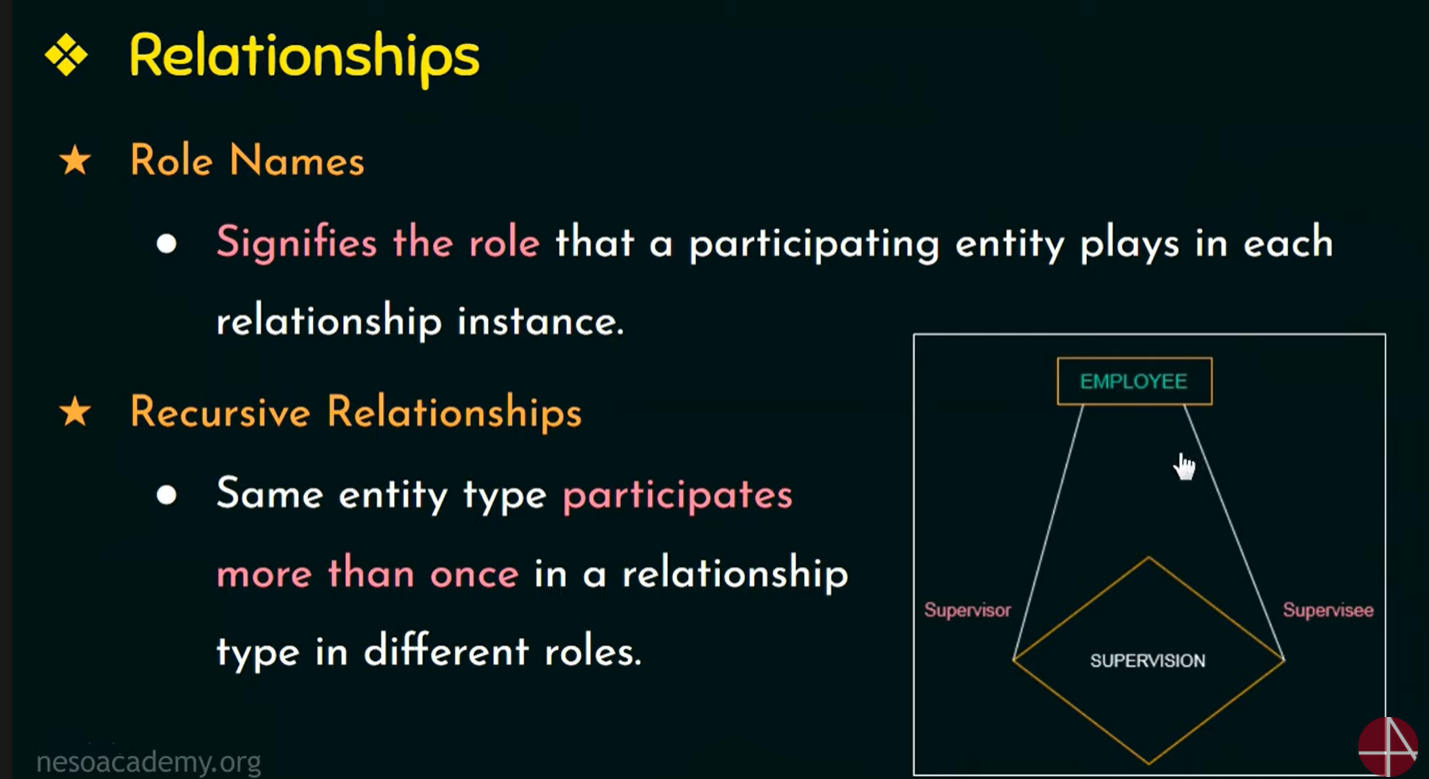 Relationships
Role Names
Signifies the role that a participating entity plays in each
relationship instance.
Recursive Relationships
Same entity type participates
more than once in a relationship
type in different roles.
EMPLOYEE
Supervisor
Supervisee
SUPERVISION
nesoacademy.org